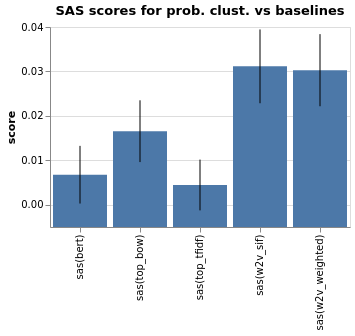 SAS scores for prob. clust. vs baselines
0.04
0.03
0.02
0.01
0.00
score
sas(bert)
sas(top_bow)
sas(top_tfidf)
sas(w2v_sif)
sas(w2v_weighted)